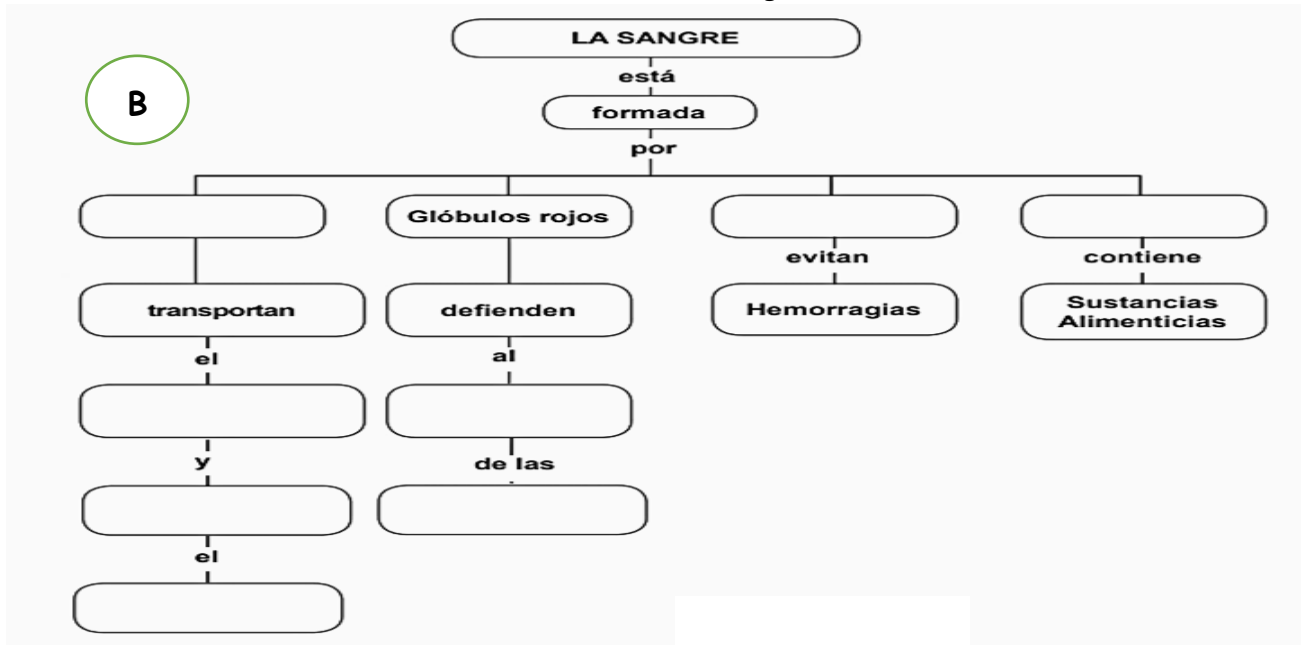 LA SANGRE
está
B
formada
por
Glóbulos rojos
evitan
contiene
transportan
defienden
Hemorragias
Sustancias
Alimenticias
el
al
y
de las
el